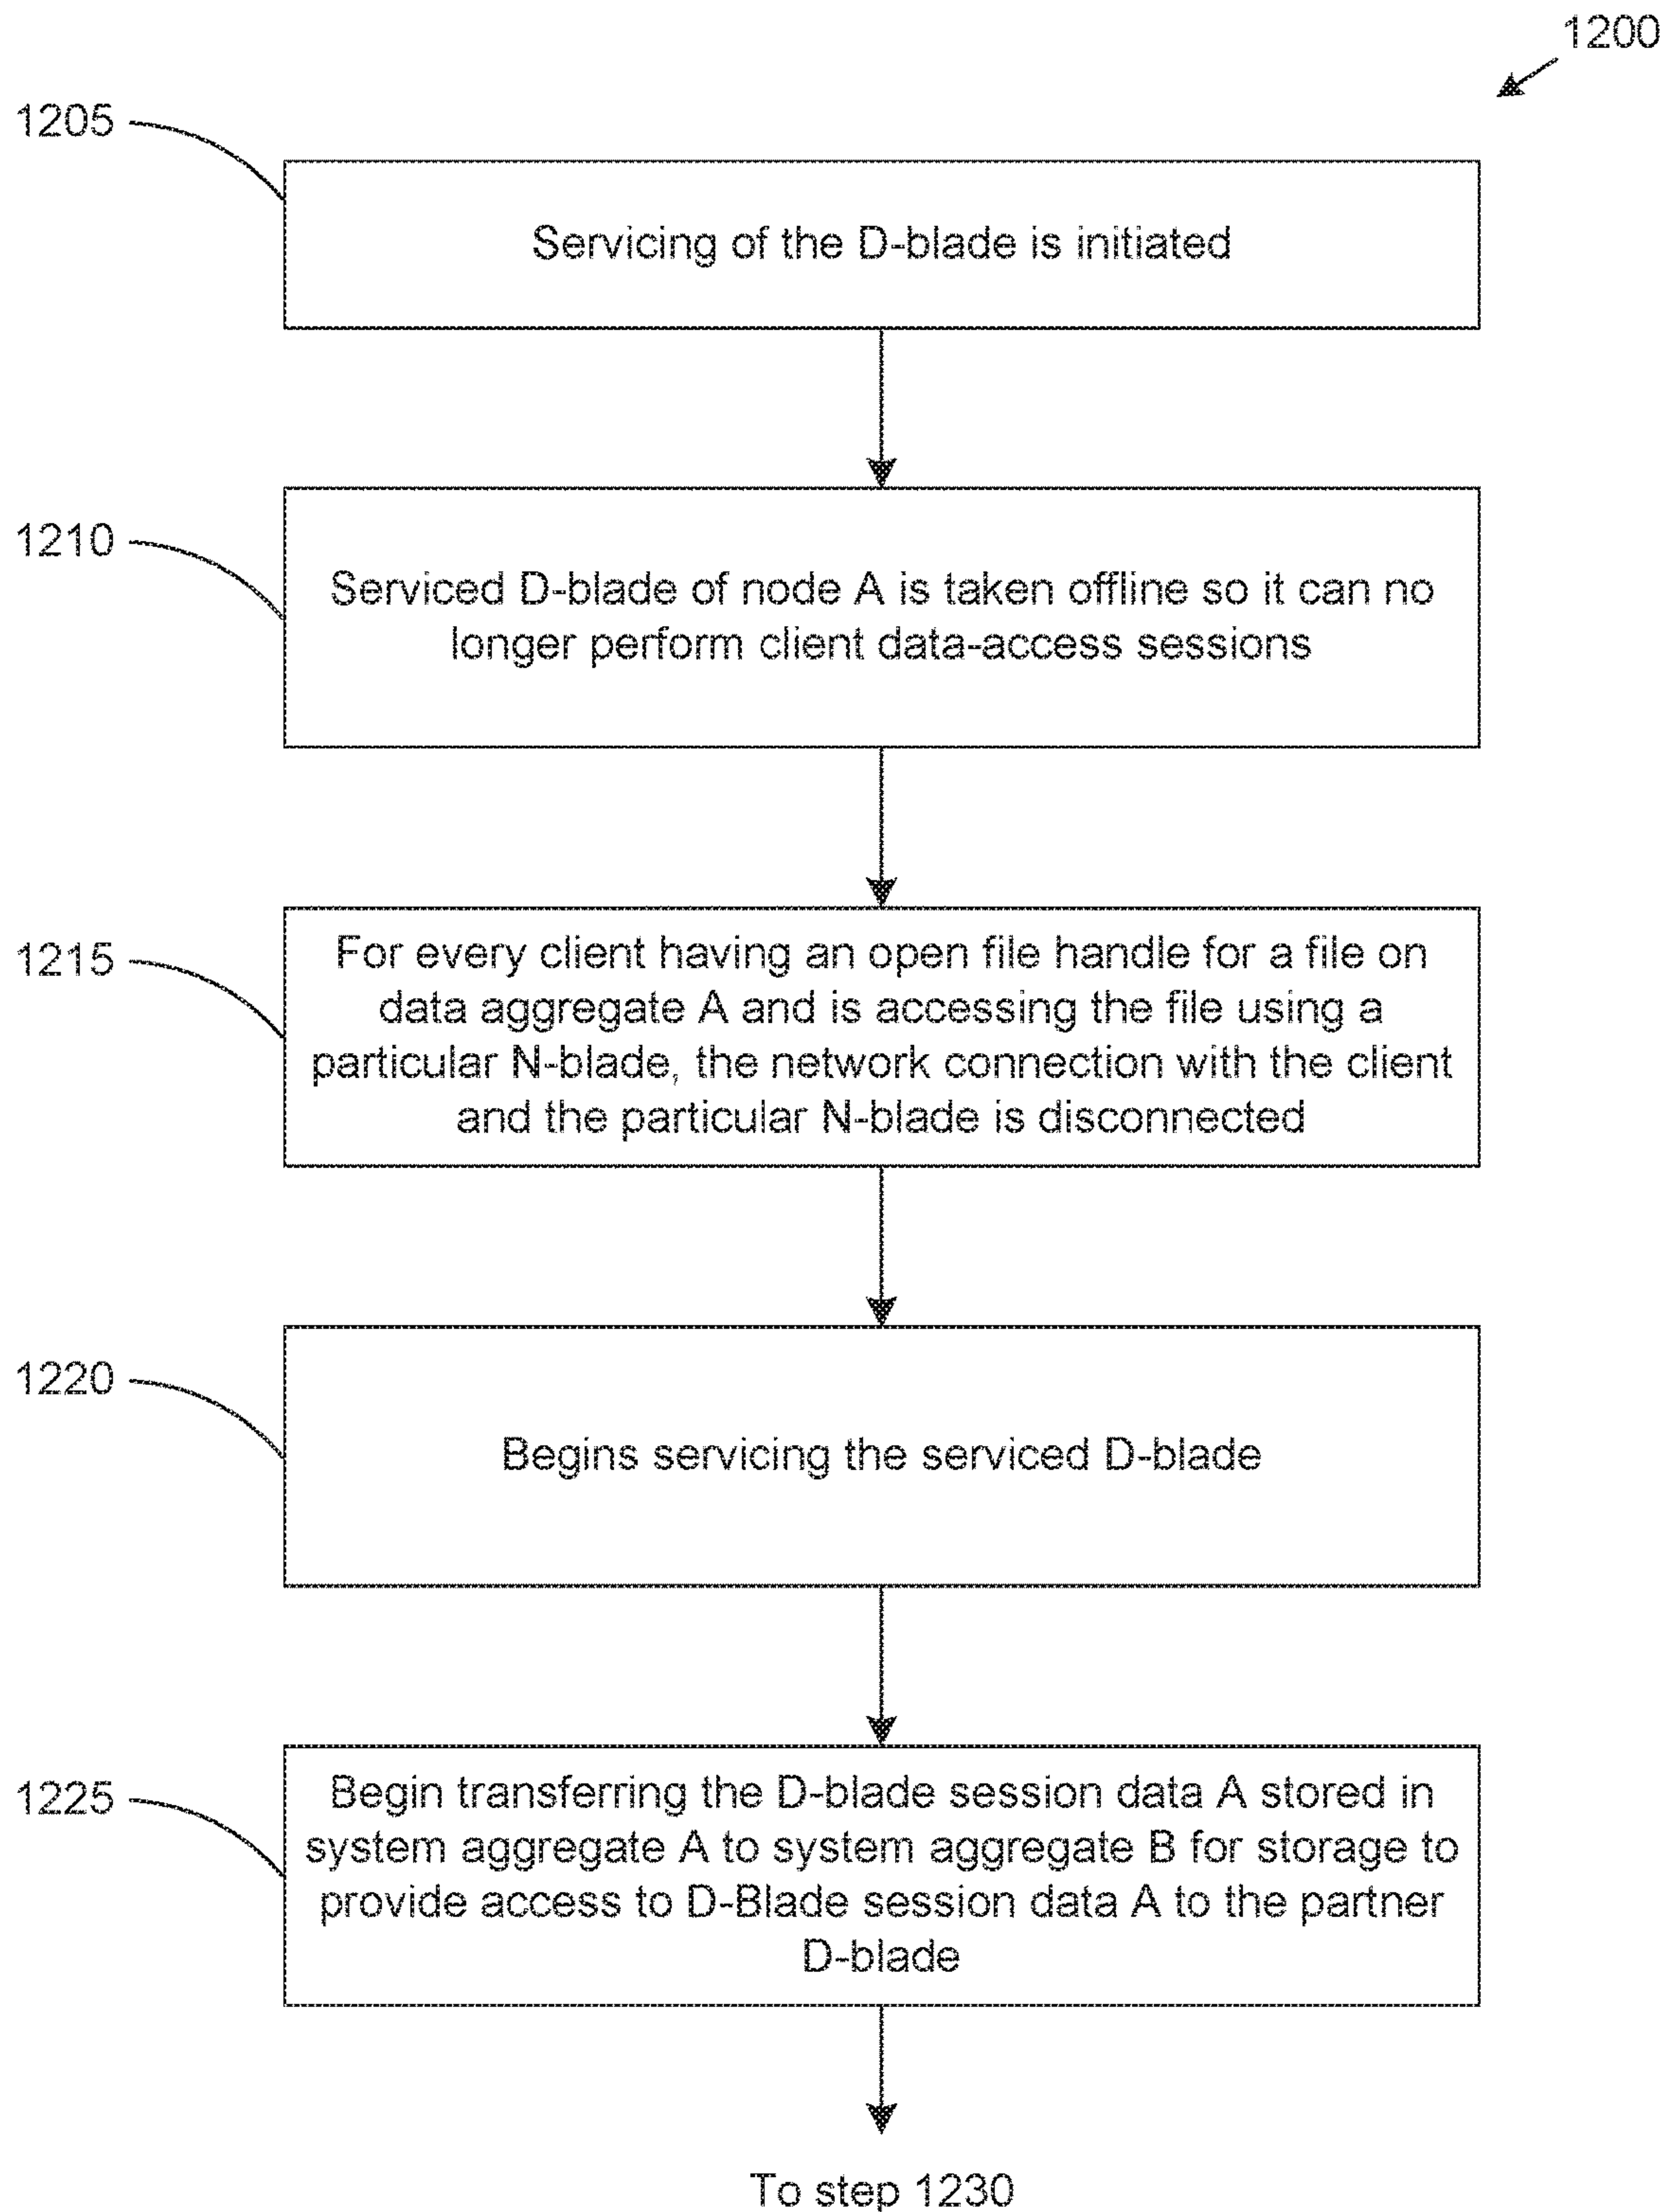 1200
1205
Servicing of the D-blade is initiated
1210
Serviced D-blade of node A is taken offline so it can no
longer perform client data-access sessions
1215
For every client having an open file handle for a file on
data aggregate A and is accessing the file using a
particular N-blade, the network connection with the client
and the particular N-blade is disconnected
1220
Begins servicing the serviced D-blade
1225
Begin transferring the D-blade session data A stored in
system aggregate A to system aggregate B for storage to
provide access to D-Blade session data A to the partner
D-blade
To step 1230